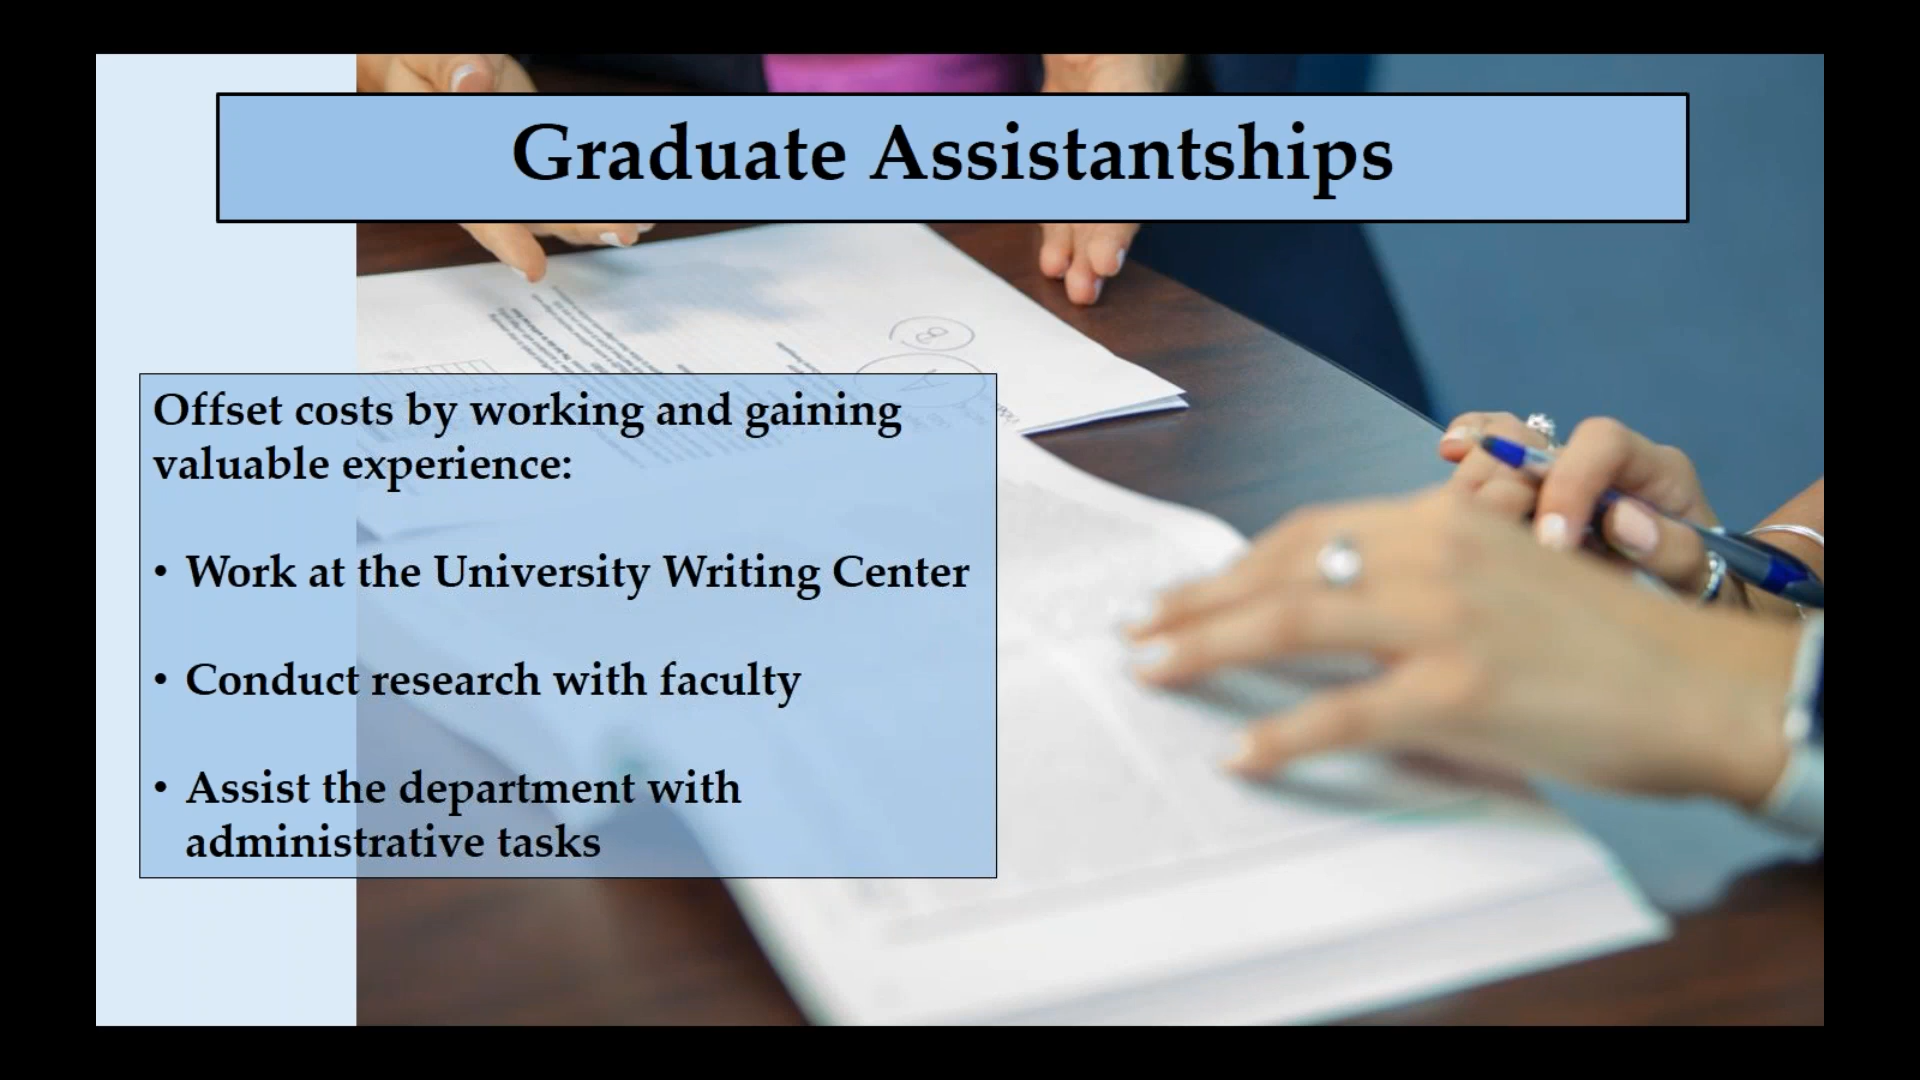 Graduate Assistantships
Offset costs by working and gaining
valuable experience:
• Work at the University Writing Center
• Conduct research with faculty
• Assist the department with
administrative tasks